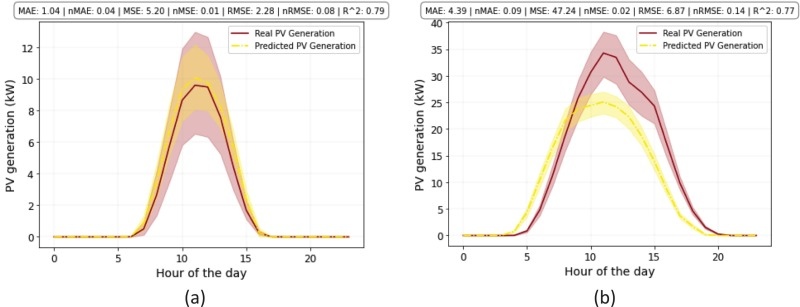 MAE: 1.04 | nMAE: 0.04 | MSE: 5.20 | nMSE: 0.01 | RMSE: 2.28 | nRMSE: 0.08 | R^2: 0.79
Real PV Generation
Predicted PV Generation
12
10
8
6
4
2
0
PV generation (kW)
0 5 10 15 20
Hour of the day
(a)
MAE: 4.39 | nMAE: 0.09 | MSE: 47.24 | nMSE: 0.02 | RMSE: 6.87 | nRMSE: 0.14 | R^2: 0.77
Real PV Generation
Predicted PV Generation
40
35
30
25
20
15
10
5
0
PV generation (kW)
0 5 10 15 20
Hour of the day
(b)